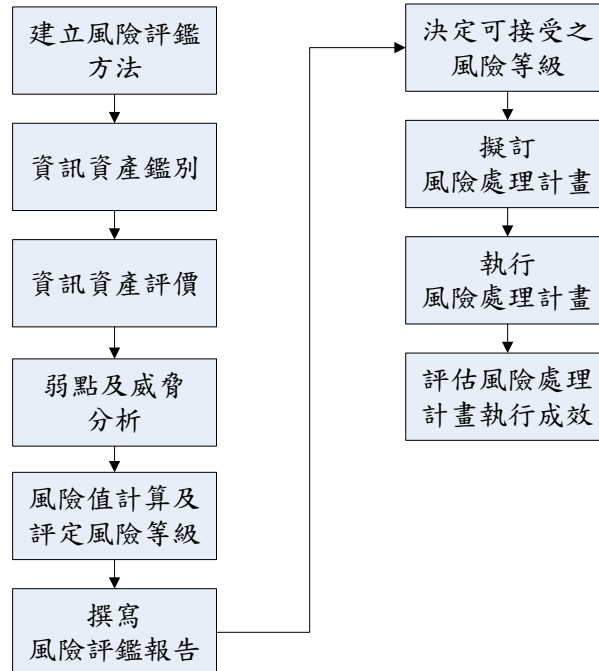 建立風險評鑑
方法
資訊資產鑑別
資訊資產評價
弱點及威脅
分析
風險值計算及
評定風險等級
撰寫
風險評鑑報告
決定可接受之
風險等級
擬訂
風險處理計畫
執行
風險處理計畫
評估風險處理
計畫執行成效